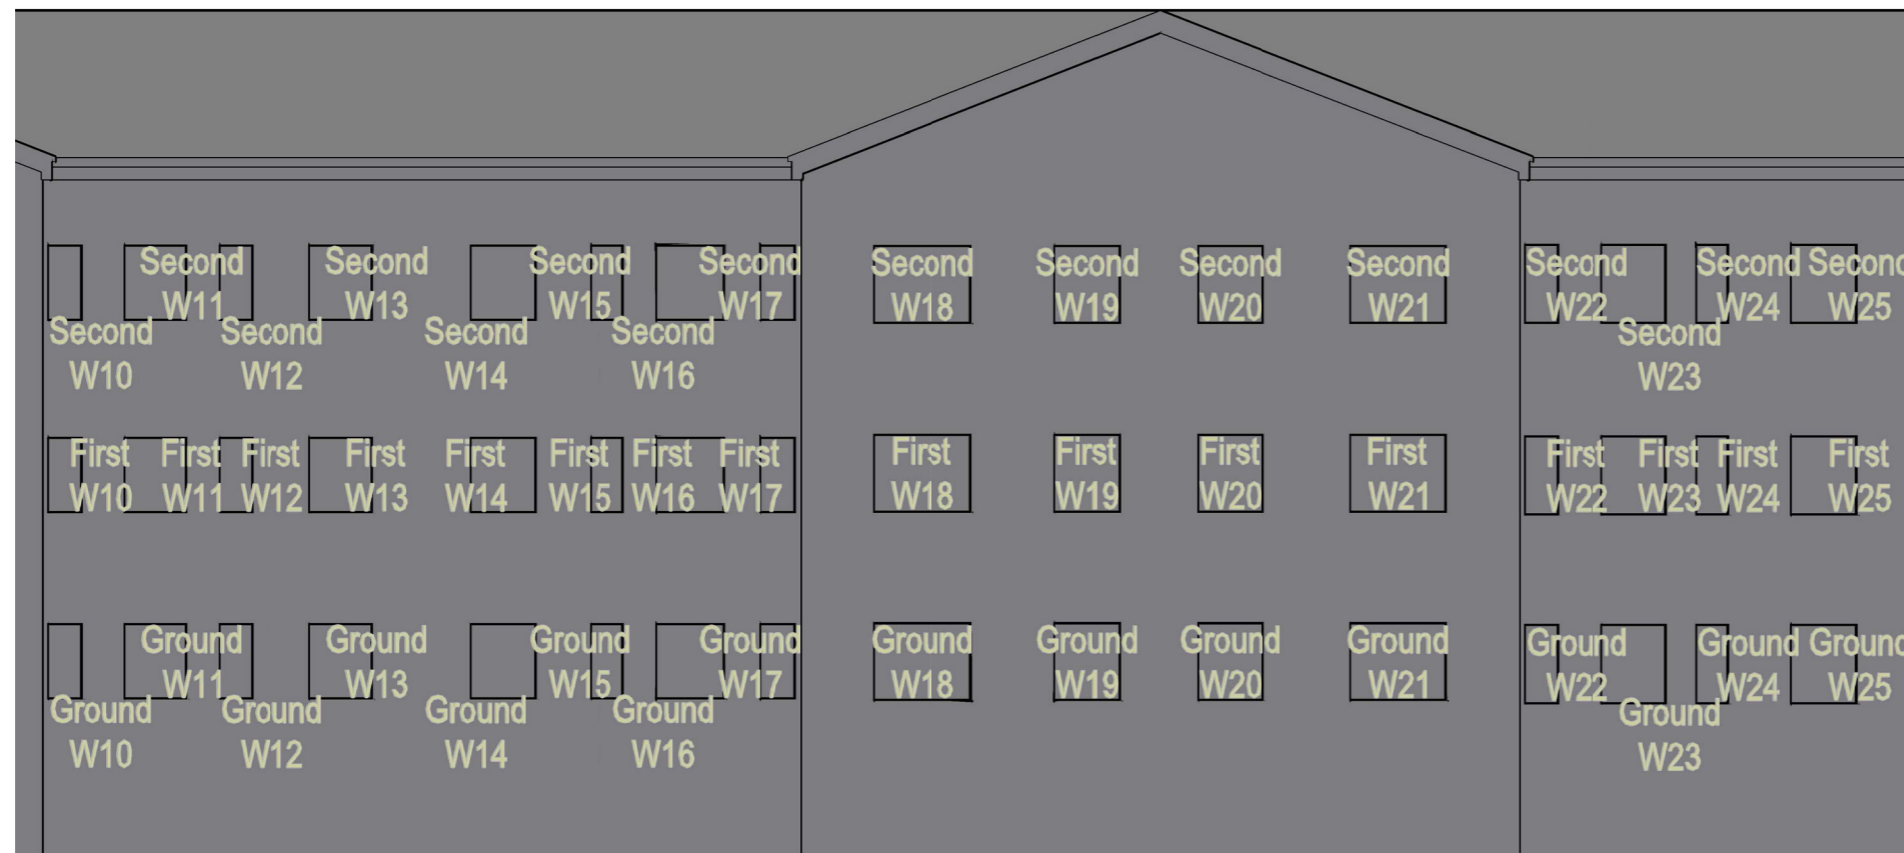 Second Second Second Second Second Second Second Second Second Second Second
W11 W13 W15 W17 W18 W19 W20 W21 W22 W24 W25
Second Second Second Second Second
W10 W12 W14 W16 W23
First First First First First First First First First First First First First First First First
W10 W11 W12 W13 W14 W15 W16 W17 W18 W19 W20 W21 W22 W23 W24 W25
Ground Ground Ground Ground Ground Ground Ground Ground Ground Ground Ground
W11 W13 W15 W17 W18 W19 W20 W21 W22 W24 W25
Ground Ground Ground Ground Ground
W10 W12 W14 W16 W23